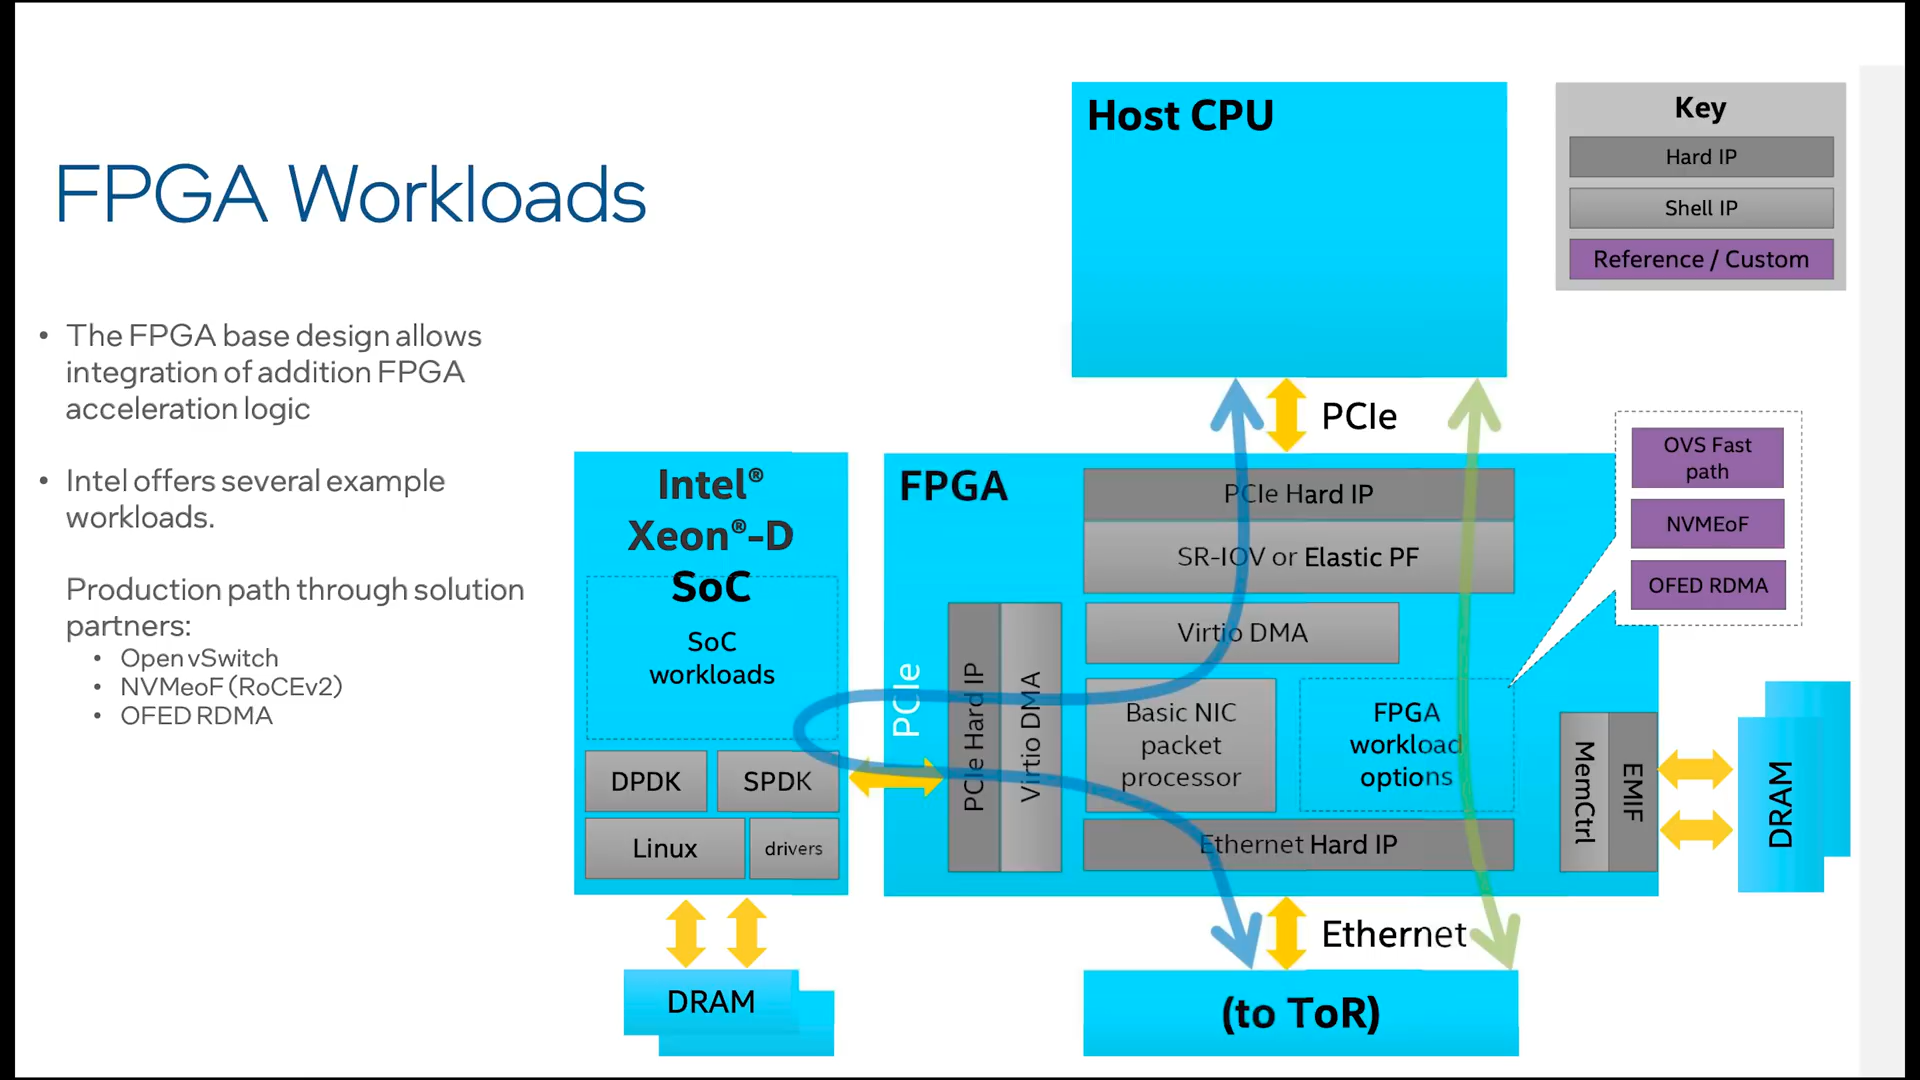 FPGA Workloads
• The FPGA base design allows
integration of addition FPGA
acceleration logic
• Intel offers several example
workloads.
Production path through solution
partners:
• Open vSwitch
• NVMeoF (RoCEv2)
• OFED RDMA
Host CPU
Key
Hard IP
Shell IP
Reference / Custom
PCIe
Intel®
Xeon®-D
SoC
SoC
workloads
DPDK
SPDK
Linux
drivers
DRAM
PCIe
FPGA
PCIe Hard IP
SR-IOV or Elastic PF
Virtio DMA
PCIe Hard IP
Virtio DMA
Basic NIC
packet
processor
FPGA
workload
options
Ethernet Hard IP
OVS Fast
path
NVMEoF
OFED RDMA
MemCtrl
EMIF
DRAM
Ethernet
(to ToR)